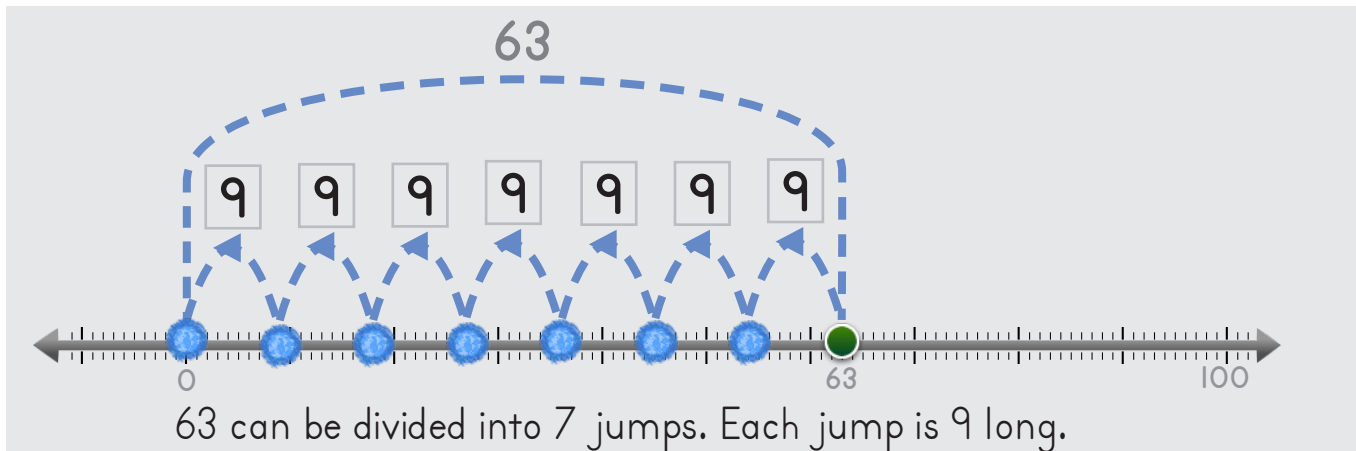 63
9 9 9 9 9 9 9
0 63 100
63 can be divided into 7 jumps. Each jump is 9 long.